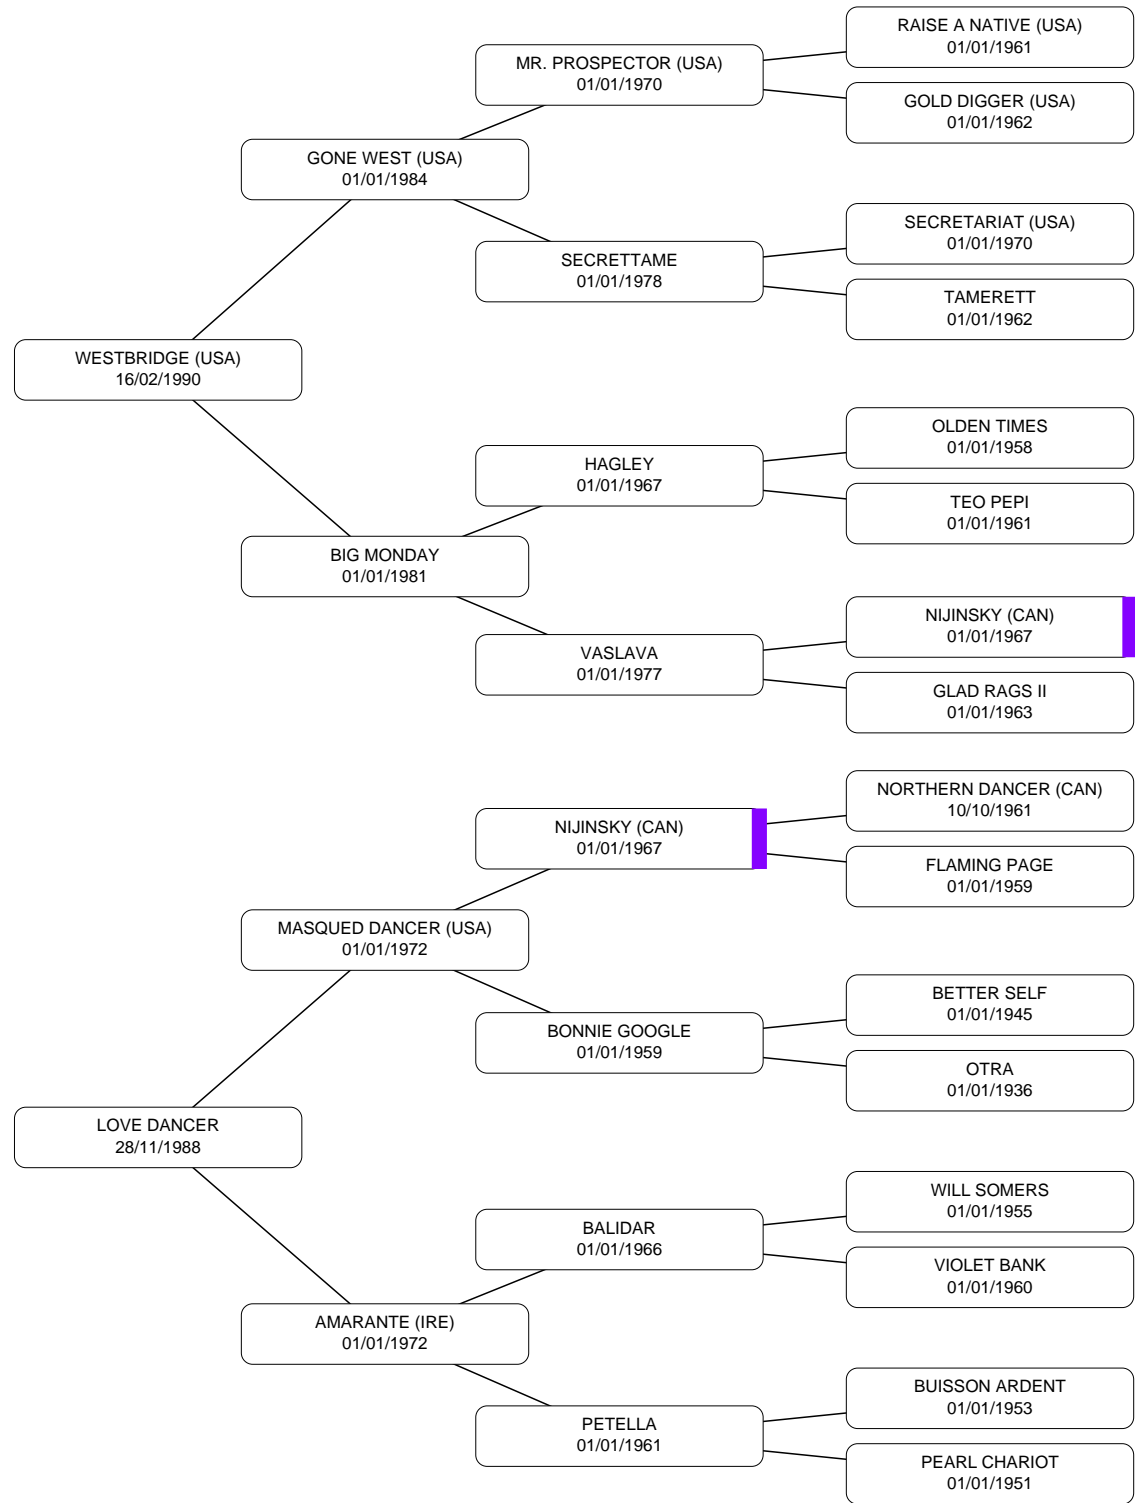 RAISE A NATIVE (USA)
01/01/1961
MR. PROSPECTOR (USA)
01/01/1970
GOLD DIGGER (USA)
01/01/1962
GONE WEST (USA)
01/01/1984
SECRETARIAT (USA)
01/01/1970
SECRETTAME
01/01/1978
TAMERETT
01/01/1962
WESTBRIDGE (USA)
16/02/1990
OLDEN TIMES
01/01/1958
HAGLEY
01/01/1967
TEO PEPI
01/01/1961
BIG MONDAY
01/01/1981
NIJINSKY (CAN)
01/01/1967
VASLAVA
01/01/1977
GLAD RAGS II
01/01/1963
NORTHERN DANCER (CAN)
10/10/1961
NIJINSKY (CAN)
01/01/1967
FLAMING PAGE
01/01/1959
MASQUED DANCER (USA)
01/01/1972
BETTER SELF
01/01/1945
BONNIE GOOGLE
01/01/1959
OTRA
01/01/1936
LOVE DANCER
28/11/1988
WILL SOMERS
01/01/1955
BALIDAR
01/01/1966
VIOLET BANK
01/01/1960
AMARANTE (IRE)
01/01/1972
BUISSON ARDENT
01/01/1953
PETELLA
01/01/1961
PEARL CHARIOT
01/01/1951